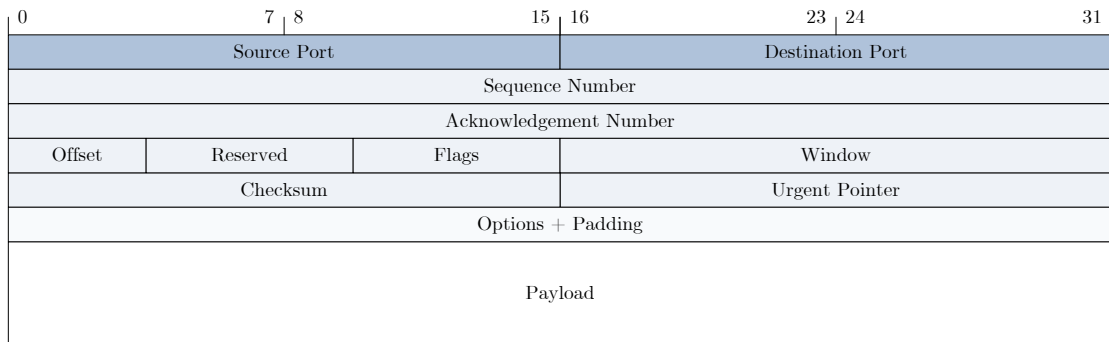 0 7 8 15 16 23 24 31
Source Port Destination Port
Sequence Number
Acknowledgement Number
Offset Reserved Flags Window
Checksum Urgent Pointer
Options + Padding
Payload